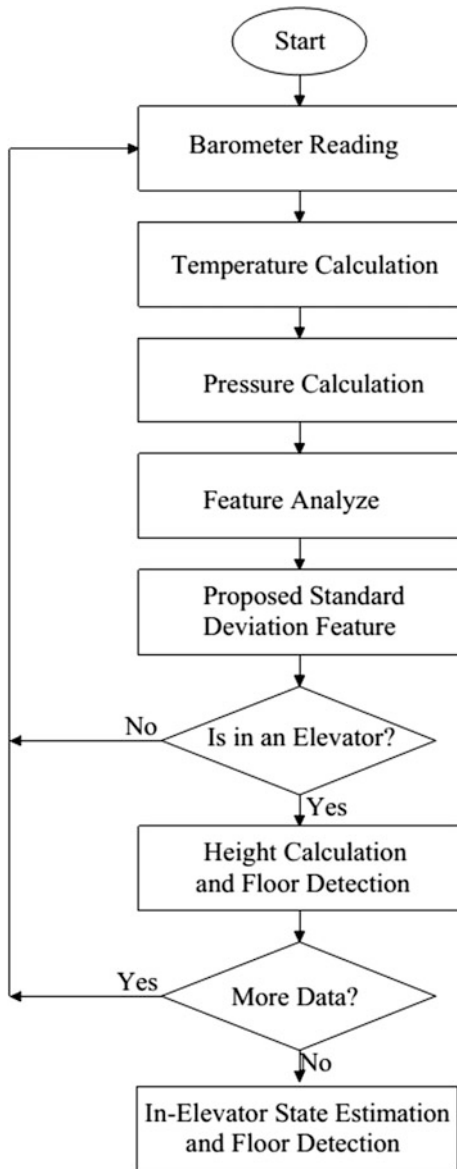 Start
Barometer Reading
Temperature Calculation
Pressure Calculation
Feature Analyze
Proposed Standard
Deviation Feature
No
Is in an Elevator?
Yes
Height Calculation
and Floor Detection
Yes
More Data?
No
In-Elevator State Estimation
and Floor Detection